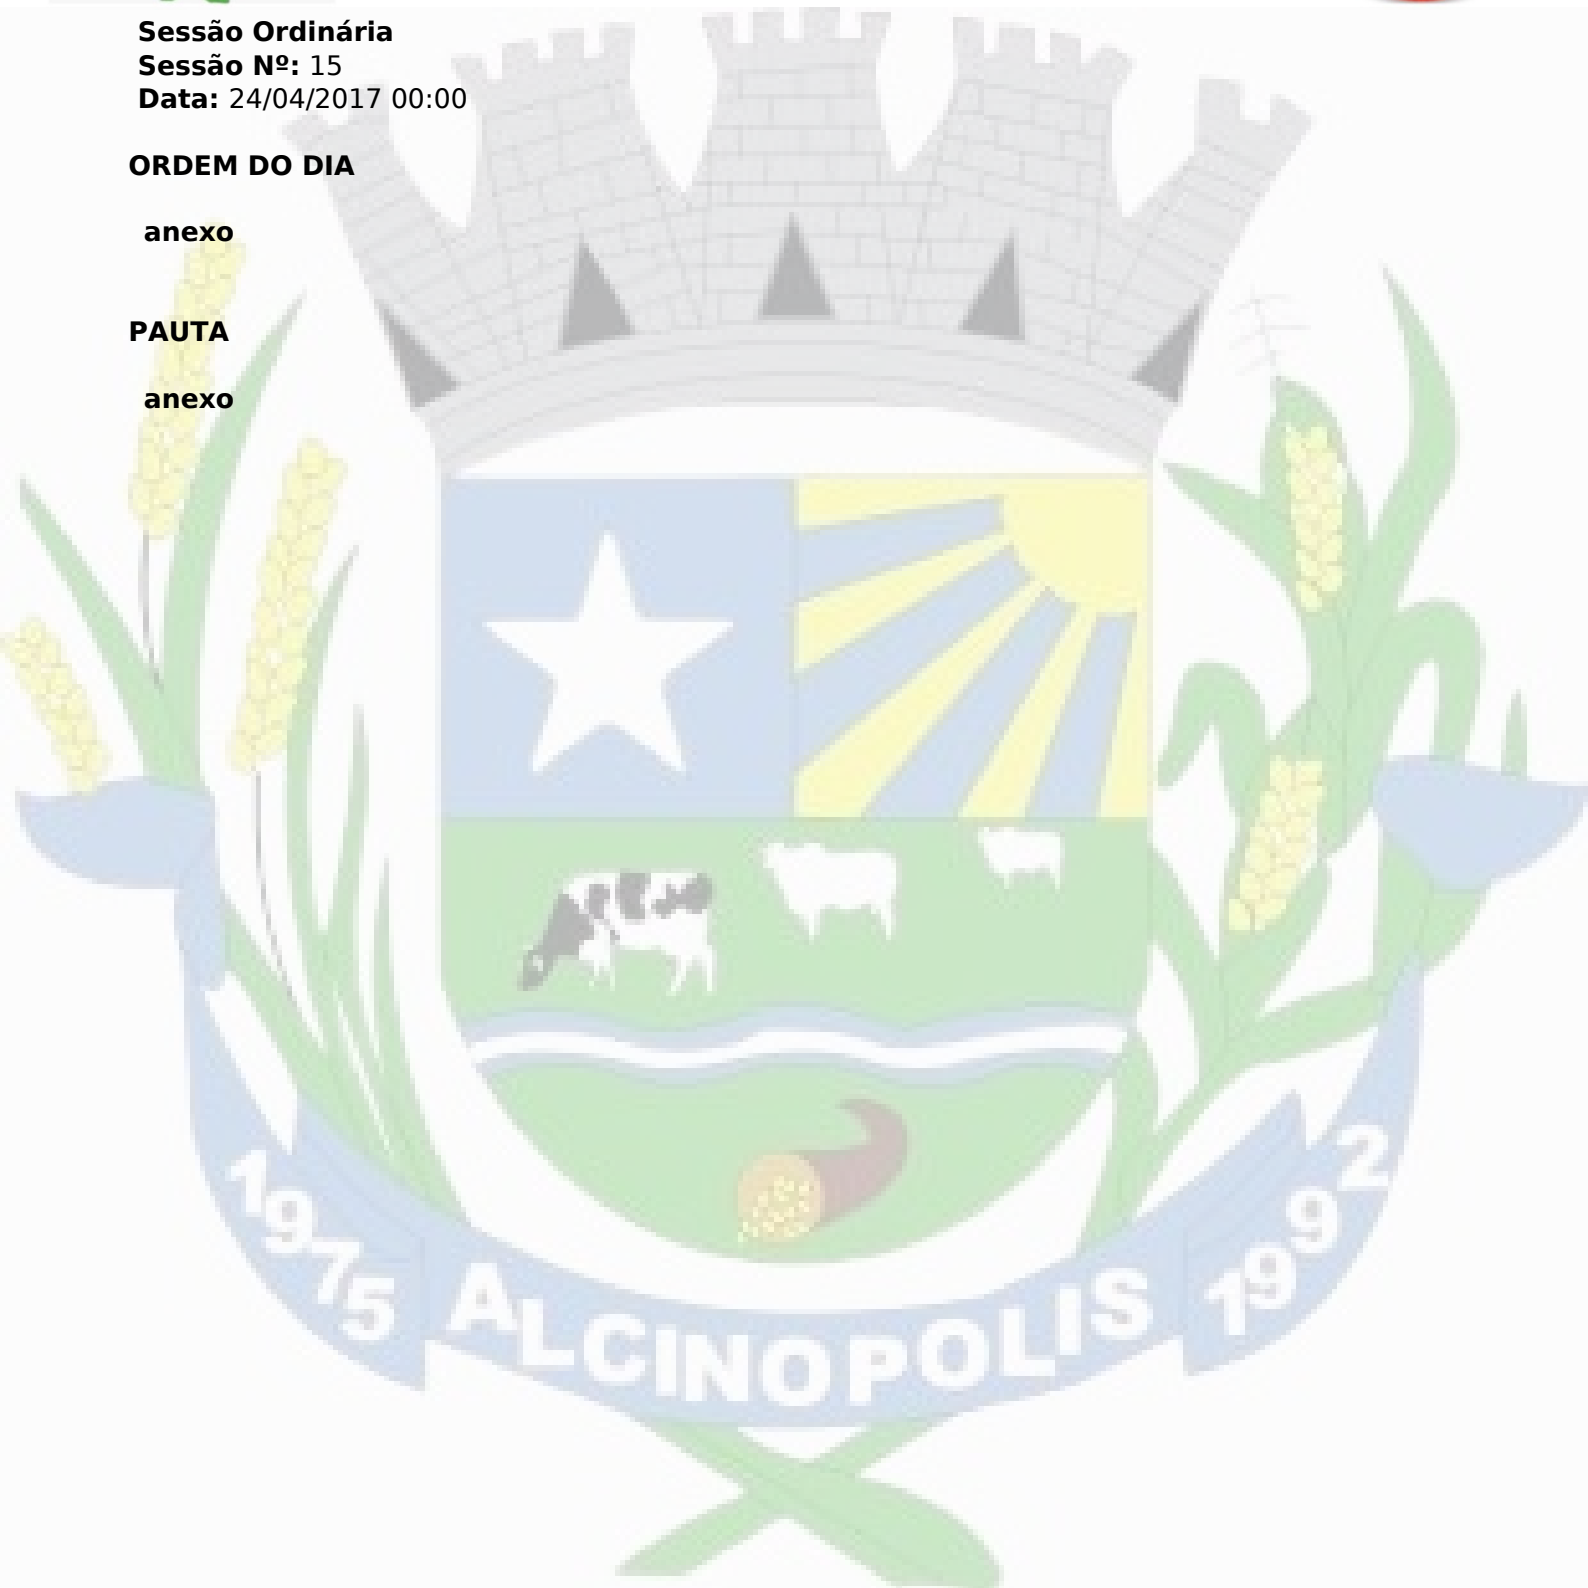 Sessão Ordinária
Sessão Nº: 15
Data: 24/04/2017 00:00
ORDEM DO DIA
anexo
PAUTA
anexo
1975 ALCINOPOLIS 1992